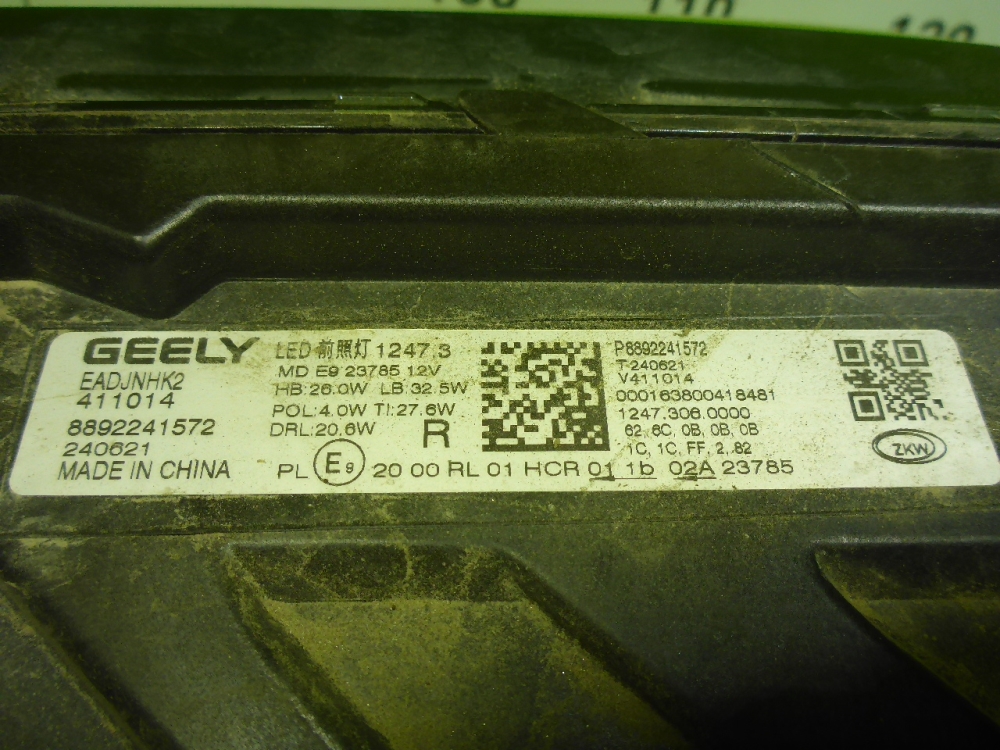 110
120
GEELY
EADJNHK2
411014
8892241572
240621
MADE IN CHINA
LED 前照灯 1247.3
MD E9 23785 12V
HB:26.0W LB:32.5W
POL:4.0W TI:27.6W
DRL:20.6W
R
PL E9 20 00 RL 01 HCR 01 1b 02A 23785
P8892241572
T240621
V411014
000163800418481
1247.306.0000
62, 6C, 0B, 0B, 0B
1C, 1C, FF, 2, 82
ZKW